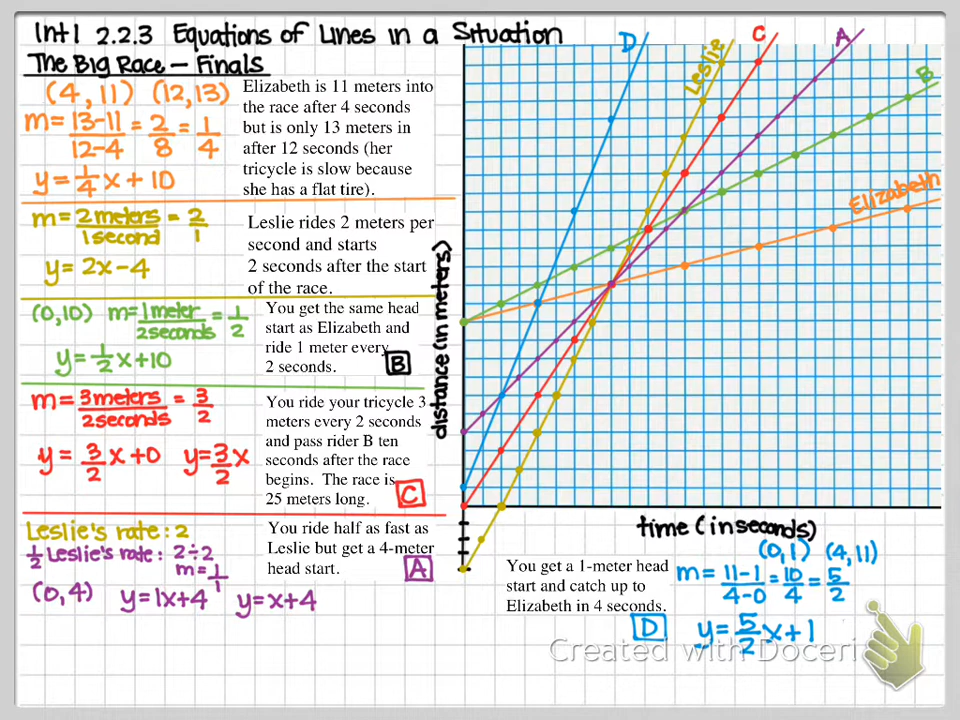 Int1 2.2.3 Equations of Lines in a Situation
The Big Race – Finals
(4, 11) (12, 13)
m = 13-11 = 2 = 1
12-4 8 4
y = 1/4 x + 10
Elizabeth is 11 meters into
the race after 4 seconds
but is only 13 meters in
after 12 seconds (her
tricycle is slow because
she has a flat tire).
m = 2 meters = 2
1 second 1
y = 2x - 4
Leslie rides 2 meters per
second and starts
2 seconds after the start
of the race.
(0,10) m = 1 meter = 1
2 seconds 2
y = 1/2 x + 10
You get the same head
start as Elizabeth and
ride 1 meter every
2 seconds.
B
m = 3 meters = 3
2 seconds 2
y = 3/2 x + 0 y = 3/2 x
You ride your tricycle 3
meters every 2 seconds
and pass rider B ten
seconds after the race
begins. The race is
25 meters long.
C
Leslie's rate: 2
1/2 Leslie's rate: 2 ÷ 2
m = 1/1
(0, 4) y = 1x + 4 y = x + 4
You ride half as fast as
Leslie but get a 4-meter
head start.
A
distance (in meters)
D
Leslie
C
A
B
Elizabeth
time (in seconds)
You get a 1-meter head
start and catch up to
Elizabeth in 4 seconds.
D
(0,1) (4,11)
m = 11-1 = 10 = 5
4-0 4 2
y = 5/2 x + 1
Created with Doceri